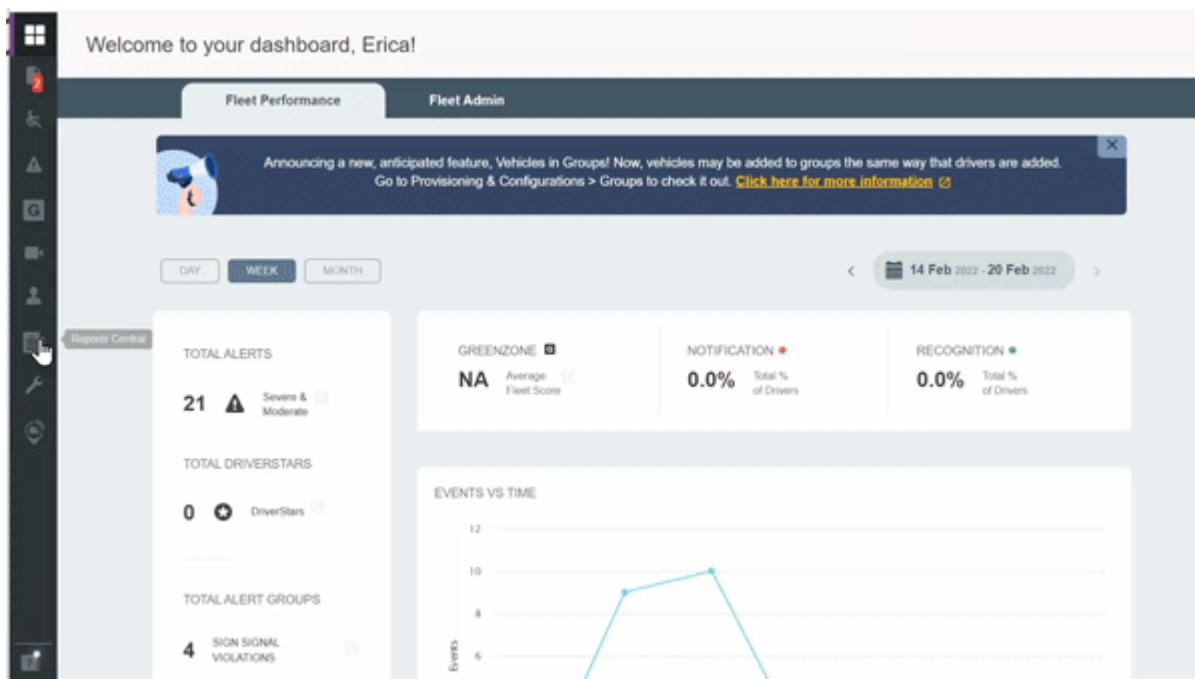 Welcome to your dashboard, Erica!
2
Fleet Performance
Fleet Admin
Announcing a new, anticipated feature, Vehicles in Groups! Now, vehicles may be added to groups the same way that drivers are added.
Go to Provisioning & Configurations > Groups to check it out. Click here for more information
G
DAY
WEEK
MONTH
14 Feb 2022 - 20 Feb 2022
Reports Central
TOTAL ALERTS
21
Severe &
Moderate
TOTAL DRIVERSTARS
0
DriverStars
TOTAL ALERT GROUPS
4
SIGN SIGNAL
VIOLATIONS
GREENZONE G
NA
Average
Fleet Score
NOTIFICATION
0.0%
Total %
of Drivers
RECOGNITION
0.0%
Total %
of Drivers
EVENTS VS TIME
12
10
8
6
Events